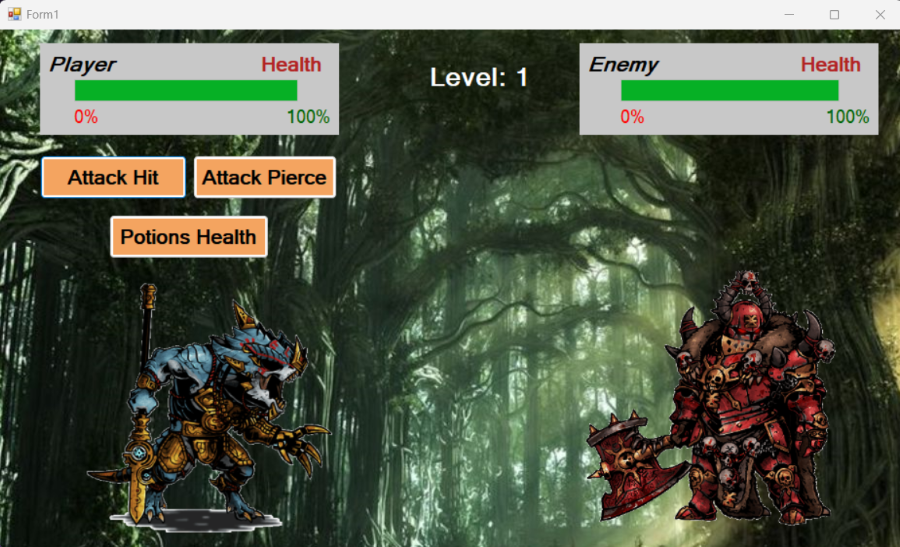 Form1
Player Health
0% 100%
Level: 1
Enemy Health
0% 100%
Attack Hit Attack Pierce
Potions Health